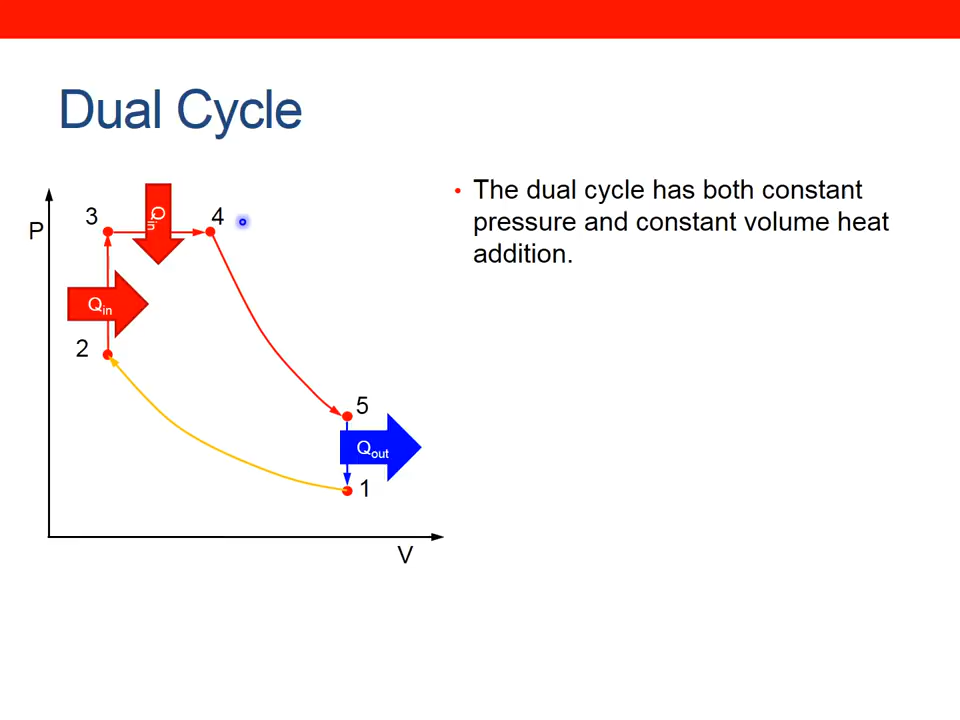 Dual Cycle
• The dual cycle has both constant
pressure and constant volume heat
addition.
P
3
Qin
4
Qin
2
5
Qout
1
V